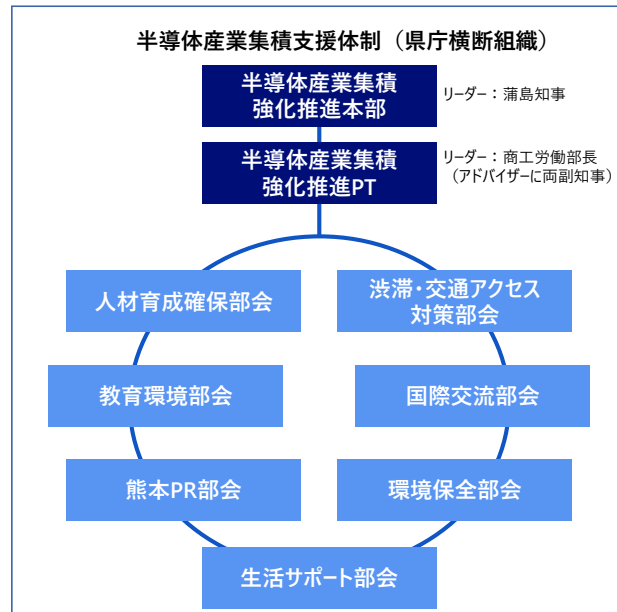 半導体産業集積支援体制（県庁横断組織）
半導体産業集積
強化推進本部
リーダー：蒲島知事
半導体産業集積
強化推進PT
リーダー：商工労働部長
（アドバイザーに両副知事）
人材育成確保部会
渋滞・交通アクセス
対策部会
教育環境部会
国際交流部会
熊本PR部会
環境保全部会
生活サポート部会